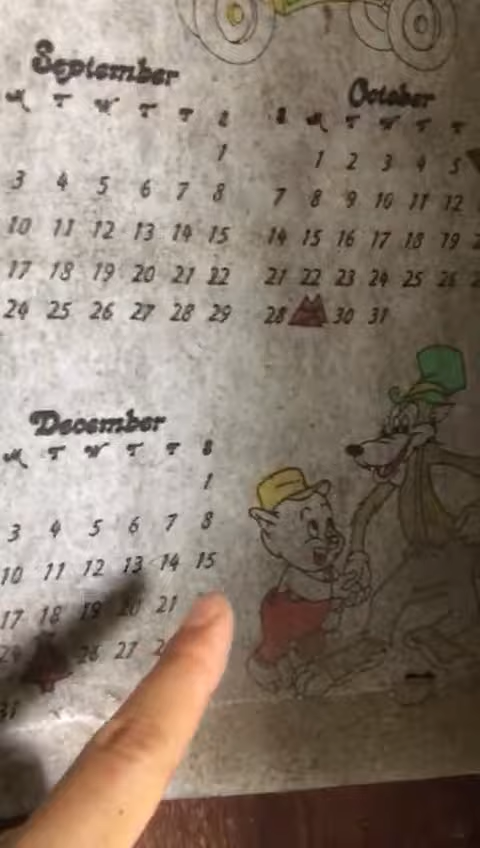 September
M T W T T S
1
3 4 5 6 7 8
10 11 12 13 14 15
17 18 19 20 21 22
24 25 26 27 28 29
October
S M T W T T
1 2 3 4 5
7 8 9 10 11 12
14 15 16 17 18 19
21 22 23 24 25 26
28 30 31
December
M T W T T S
1
3 4 5 6 7 8
10 11 12 13 14 15
17 18 19 20 21
24 26 27
31